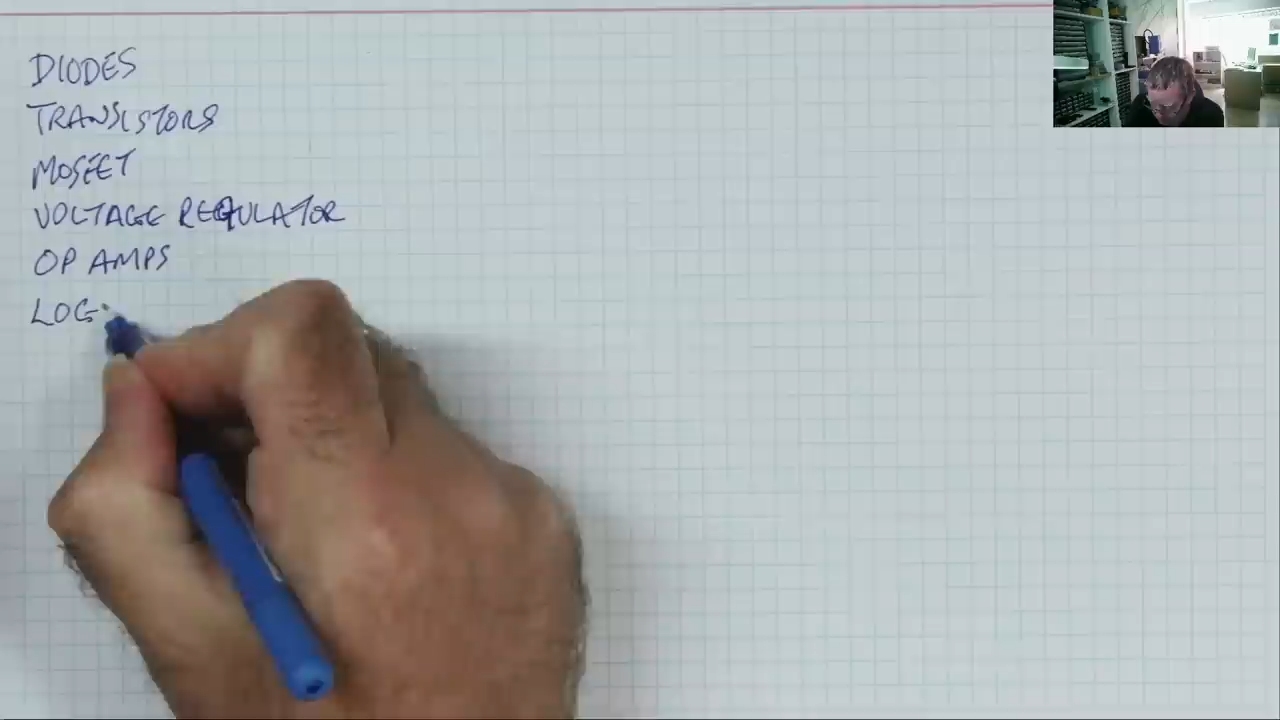 DIODES
TRANSISTORS
MOSFET
VOLTAGE REGULATOR
OP AMPS
LOG